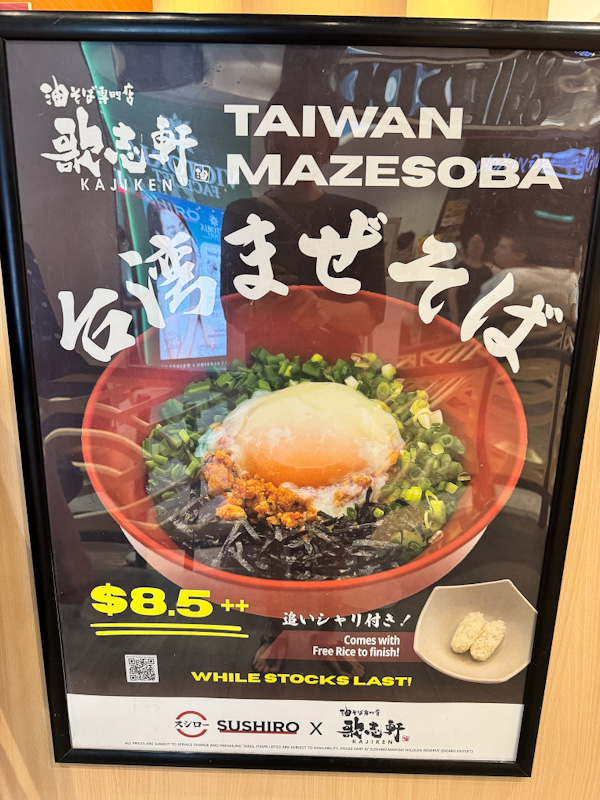 油そば専門店
歌志軒
KAJIKEN
TAIWAN
MAZESOBA
台湾まぜそば
$8.5++
追いシャリ付き！
Comes with
Free Rice to finish!
WHILE STOCKS LAST!
スシロー SUSHIRO X 油そば専門店 歌志軒 KAJIKEN